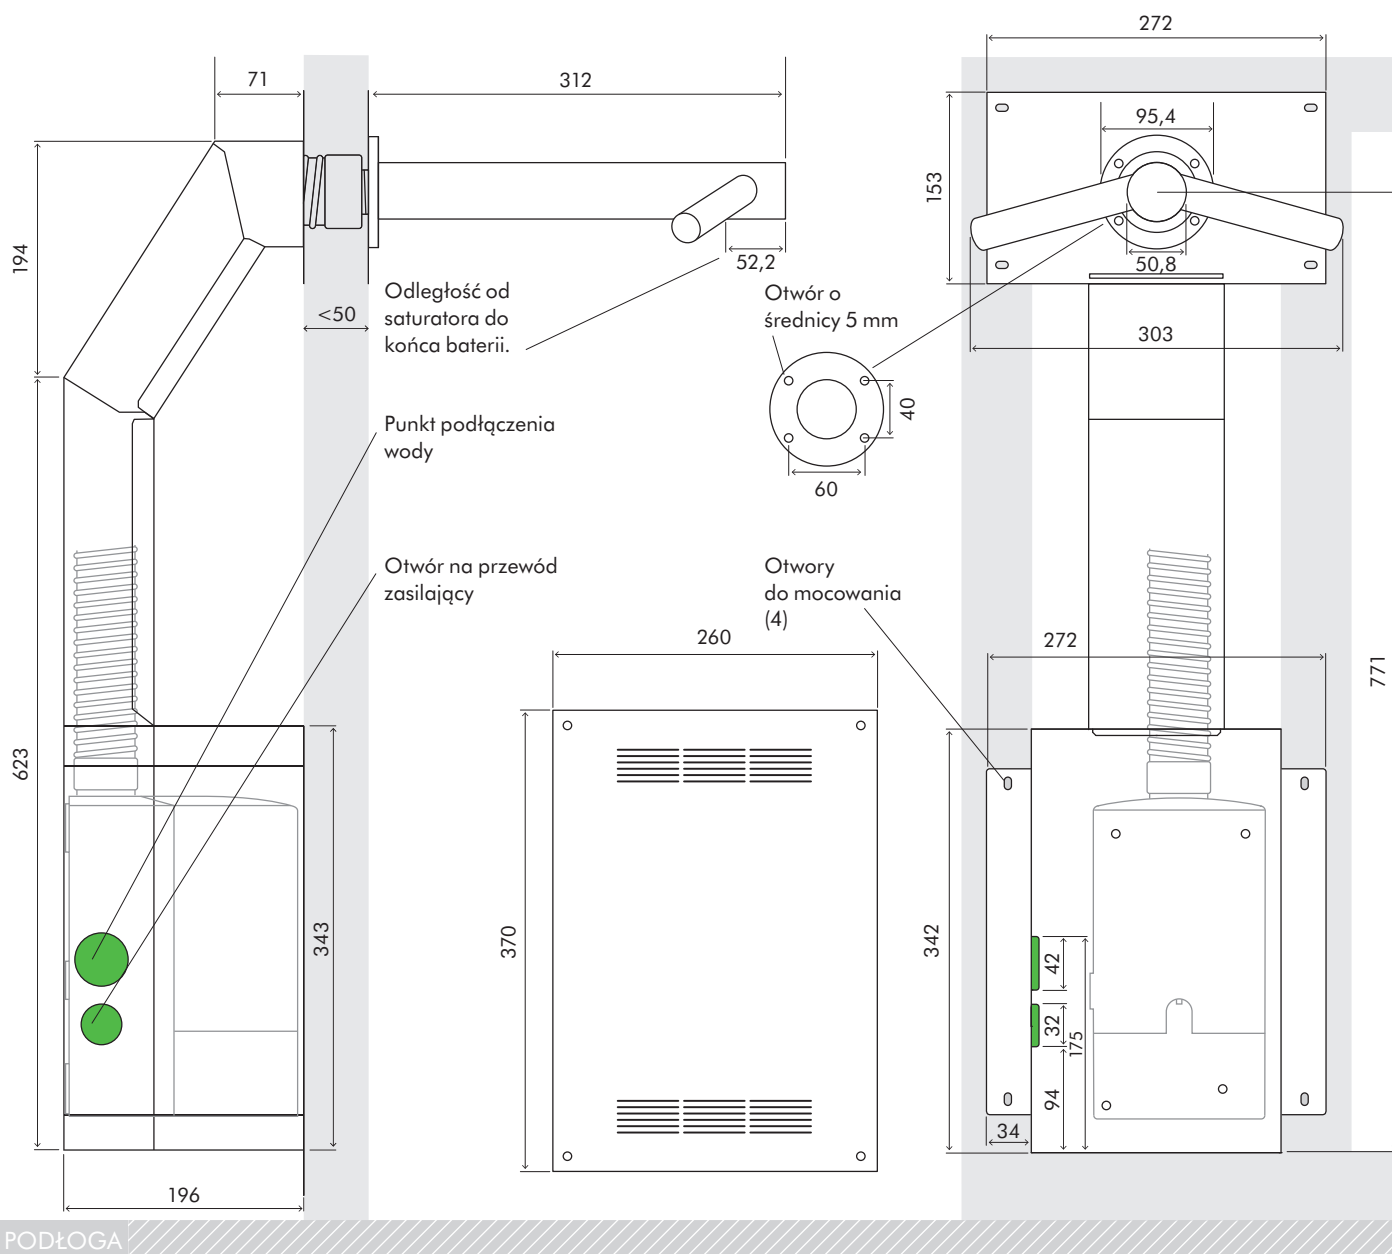 272
71
312
95,4
153
194
52,2
50,8
Odległość od
saturatora do
końca baterii.
<50
Otwór o
średnicy 5 mm
303
40
60
Punkt podłączenia
wody
Otwór na przewód
zasilający
Otwory
do mocowania
(4)
260
272
771
623
343
370
342
42
32
175
94
34
196
PODŁOGA